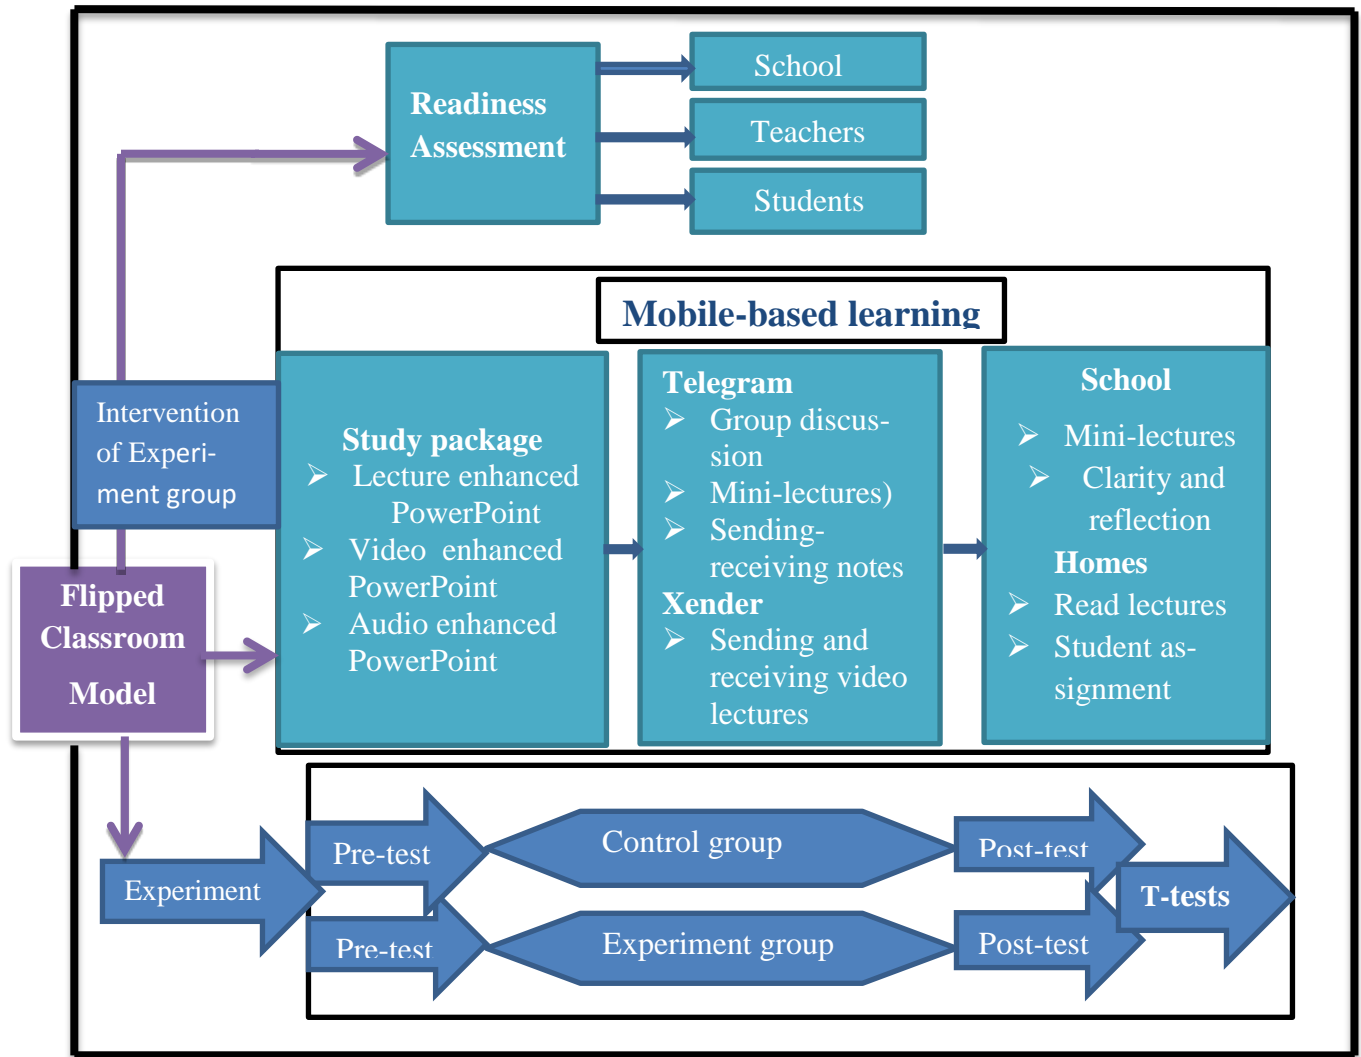 Readiness
Assessment
School
Teachers
Students
Mobile-based learning
Intervention
of Experi-
ment group
Flipped
Classroom
Model
Study package
➢ Lecture enhanced
PowerPoint
➢ Video enhanced
PowerPoint
➢ Audio enhanced
PowerPoint
Telegram
➢ Group discus-
sion
➢ Mini-lectures)
➢ Sending-
receiving notes
Xender
➢ Sending and
receiving video
lectures
School
➢ Mini-lectures
➢ Clarity and
reflection
Homes
➢ Read lectures
➢ Student as-
signment
Experiment
Pre-test
Control group
Post-test
Pre-test
Experiment group
Post-test
T-tests